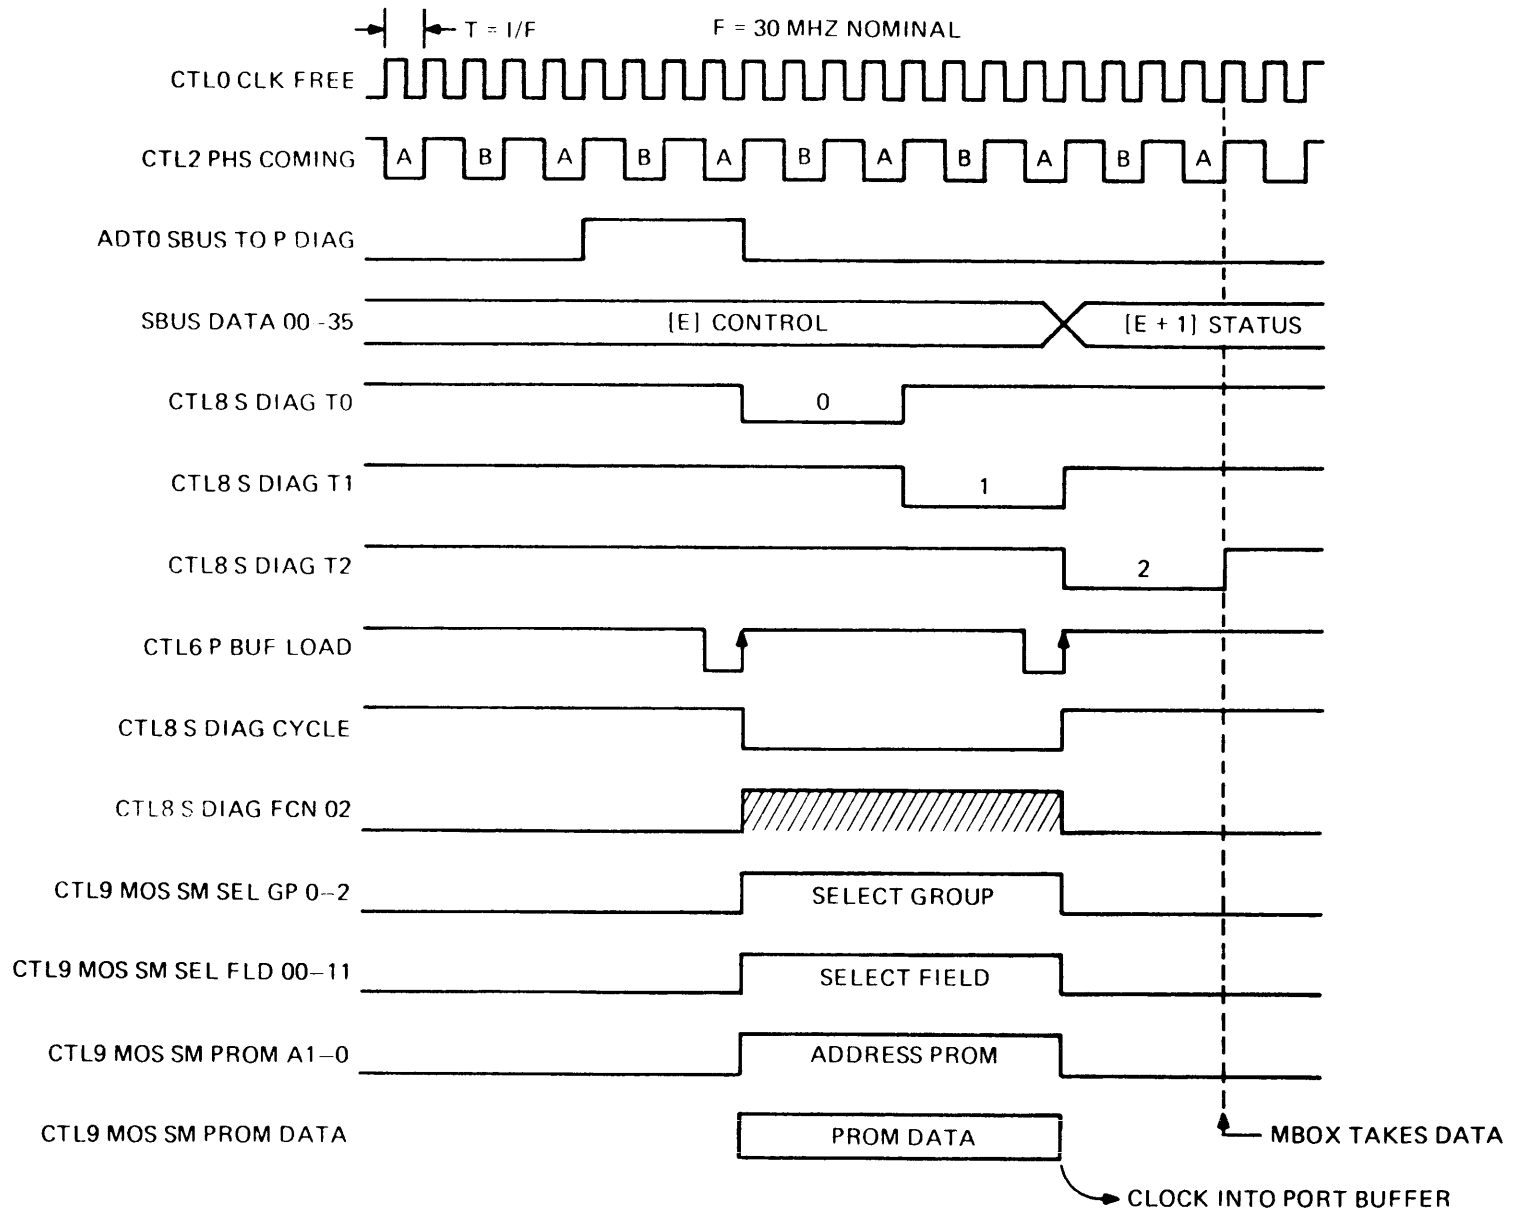 T = I/F F = 30 MHZ NOMINAL
CTL0 CLK FREE
CTL2 PHS COMING A B A B A B A B A B A
ADT0 SBUS TO P DIAG
SBUS DATA 00 -35 [E] CONTROL [E + 1] STATUS
CTL8 S DIAG T0 0
CTL8 S DIAG T1 1
CTL8 S DIAG T2 2
CTL6 P BUF LOAD
CTL8 S DIAG CYCLE
CTL8 S DIAG FCN 02
CTL9 MOS SM SEL GP 0–2 SELECT GROUP
CTL9 MOS SM SEL FLD 00–11 SELECT FIELD
CTL9 MOS SM PROM A1–0 ADDRESS PROM
CTL9 MOS SM PROM DATA PROM DATA MBOX TAKES DATA
CLOCK INTO PORT BUFFER